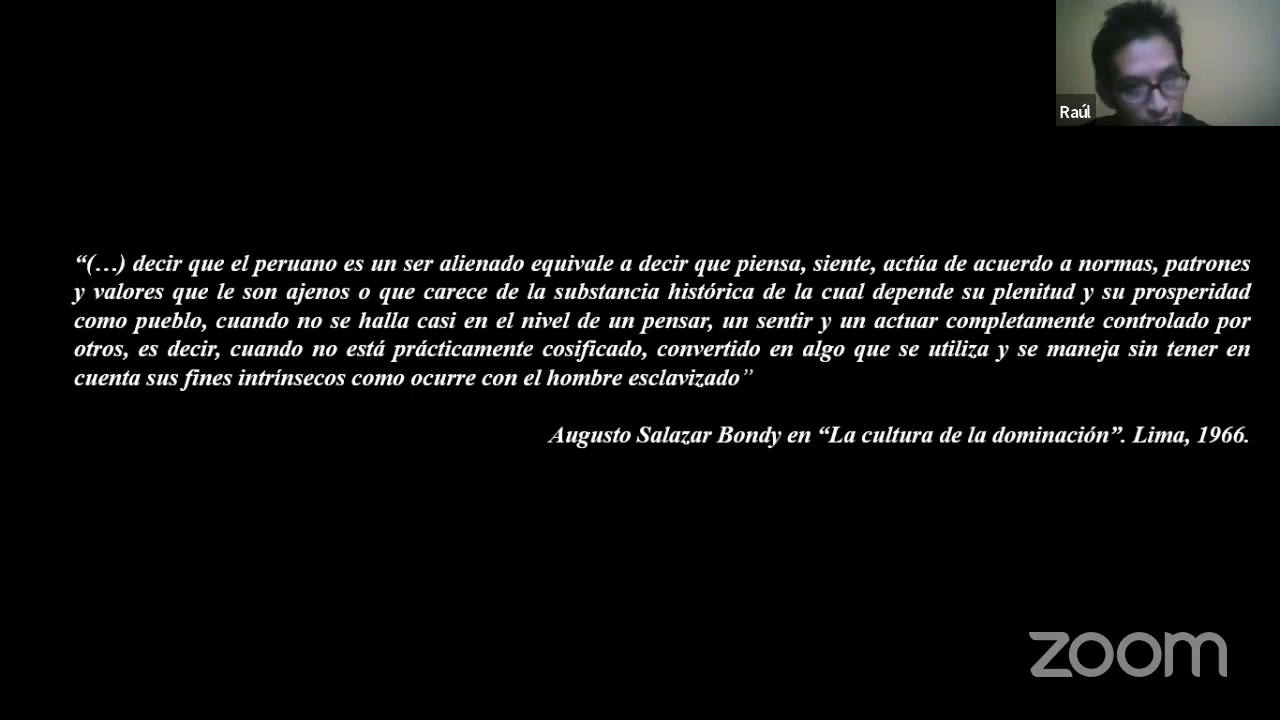 Raúl
“(…) decir que el peruano es un ser alienado equivale a decir que piensa, siente, actúa de acuerdo a normas, patrones
y valores que le son ajenos o que carece de la substancia histórica de la cual depende su plenitud y su prosperidad
como pueblo, cuando no se halla casi en el nivel de un pensar, un sentir y un actuar completamente controlado por
otros, es decir, cuando no está prácticamente cosificado, convertido en algo que se utiliza y se maneja sin tener en
cuenta sus fines intrínsecos como ocurre con el hombre esclavizado”
Augusto Salazar Bondy en “La cultura de la dominación”. Lima, 1966.
zoom